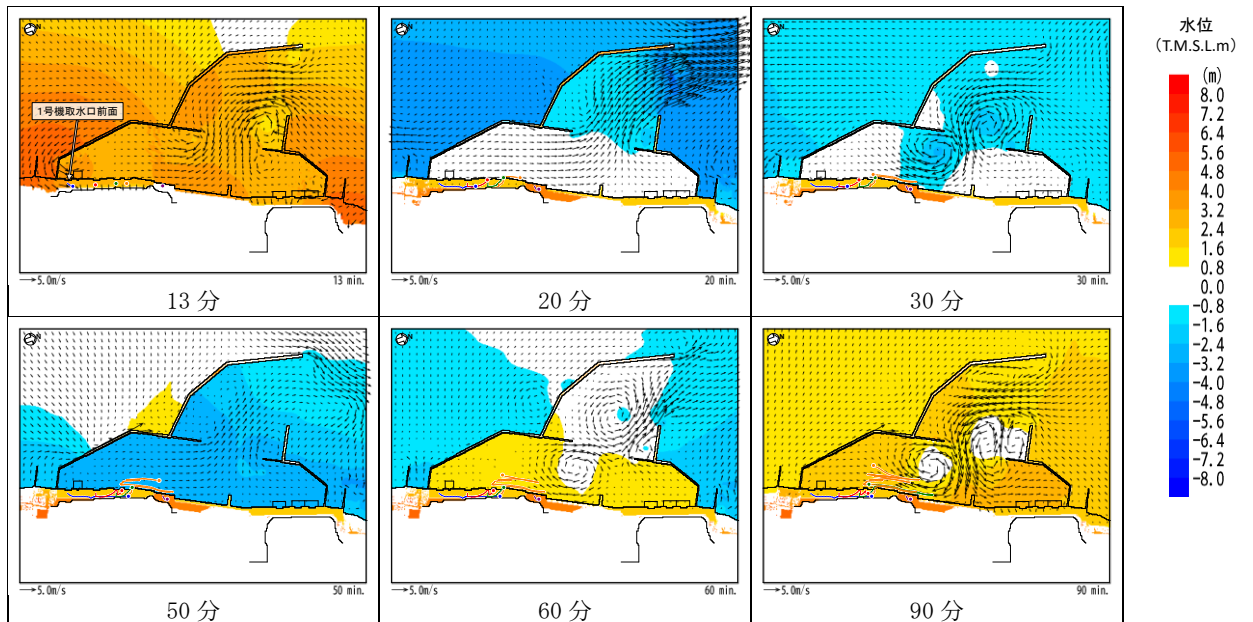 1号機取水口前面
N
5.0m/s
13 min.
13 分
N
5.0m/s
20 min.
20 分
N
5.0m/s
30 min.
30 分
N
5.0m/s
50 min.
50 分
N
5.0m/s
60 min.
60 分
N
5.0m/s
90 min.
90 分
水位
(T.M.S.L.m)
(m)
8.0
7.2
6.4
5.6
4.8
4.0
3.2
2.4
1.6
0.8
0.0
-0.8
-1.6
-2.4
-3.2
-4.0
-4.8
-5.6
-6.4
-7.2
-8.0